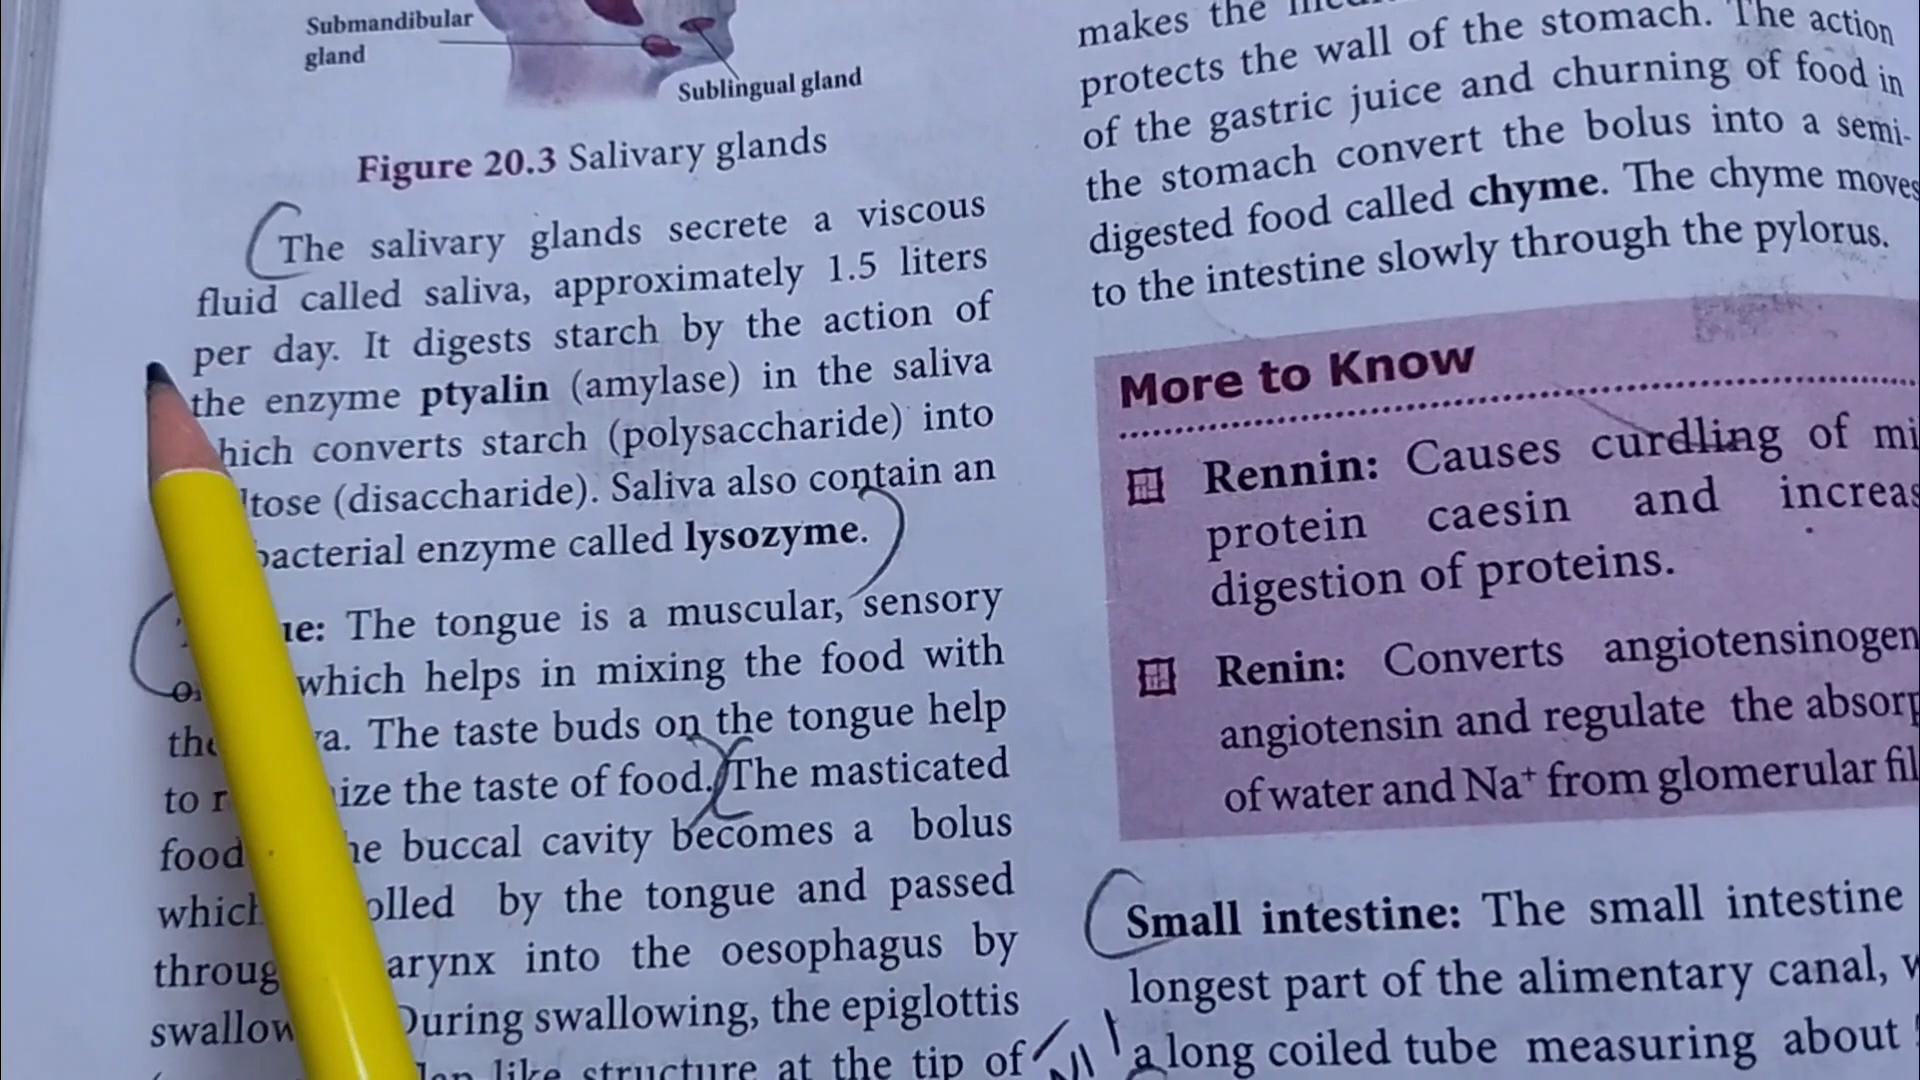 Submandibular
gland
Sublingual gland
Figure 20.3 Salivary glands
The salivary glands secrete a viscous
fluid called saliva, approximately 1.5 liters
per day. It digests starch by the action of
the enzyme ptyalin (amylase) in the saliva
hich converts starch (polysaccharide) into
ltose (disaccharide). Saliva also contain an
bacterial enzyme called lysozyme.
ue: The tongue is a muscular, sensory
which helps in mixing the food with
the a. The taste buds on the tongue help
to r ize the taste of food. The masticated
food he buccal cavity becomes a bolus
which olled by the tongue and passed
throug arynx into the oesophagus by
swallow During swallowing, the epiglottis
like structure at the tip of
makes the
protects the wall of the stomach. The action
of the gastric juice and churning of food in
the stomach convert the bolus into a semi-
digested food called chyme. The chyme moves
to the intestine slowly through the pylorus.
More to Know
Rennin: Causes curdling of mi
protein caesin and increas
digestion of proteins.
Renin: Converts angiotensinogen
angiotensin and regulate the absorp
of water and Na⁺ from glomerular fil
Small intestine: The small intestine
longest part of the alimentary canal, w
a long coiled tube measuring about